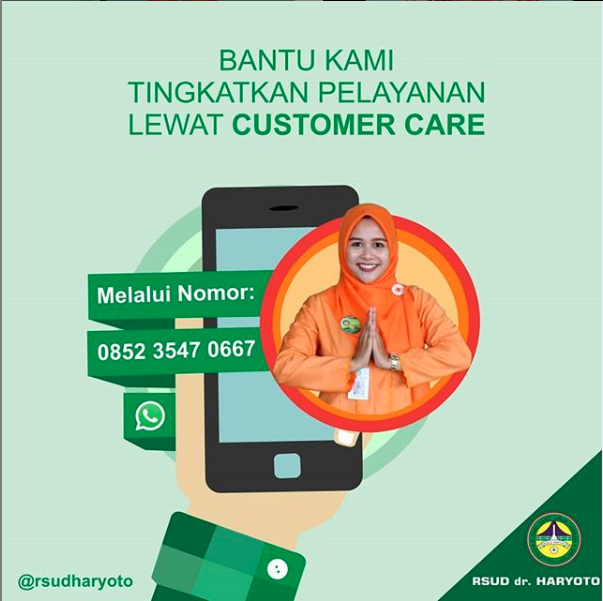 BANTU KAMI
TINGKATKAN PELAYANAN
LEWAT CUSTOMER CARE
Melalui Nomor:
0852 3547 0667
@rsudharyoto
RSUD dr. HARYOTO